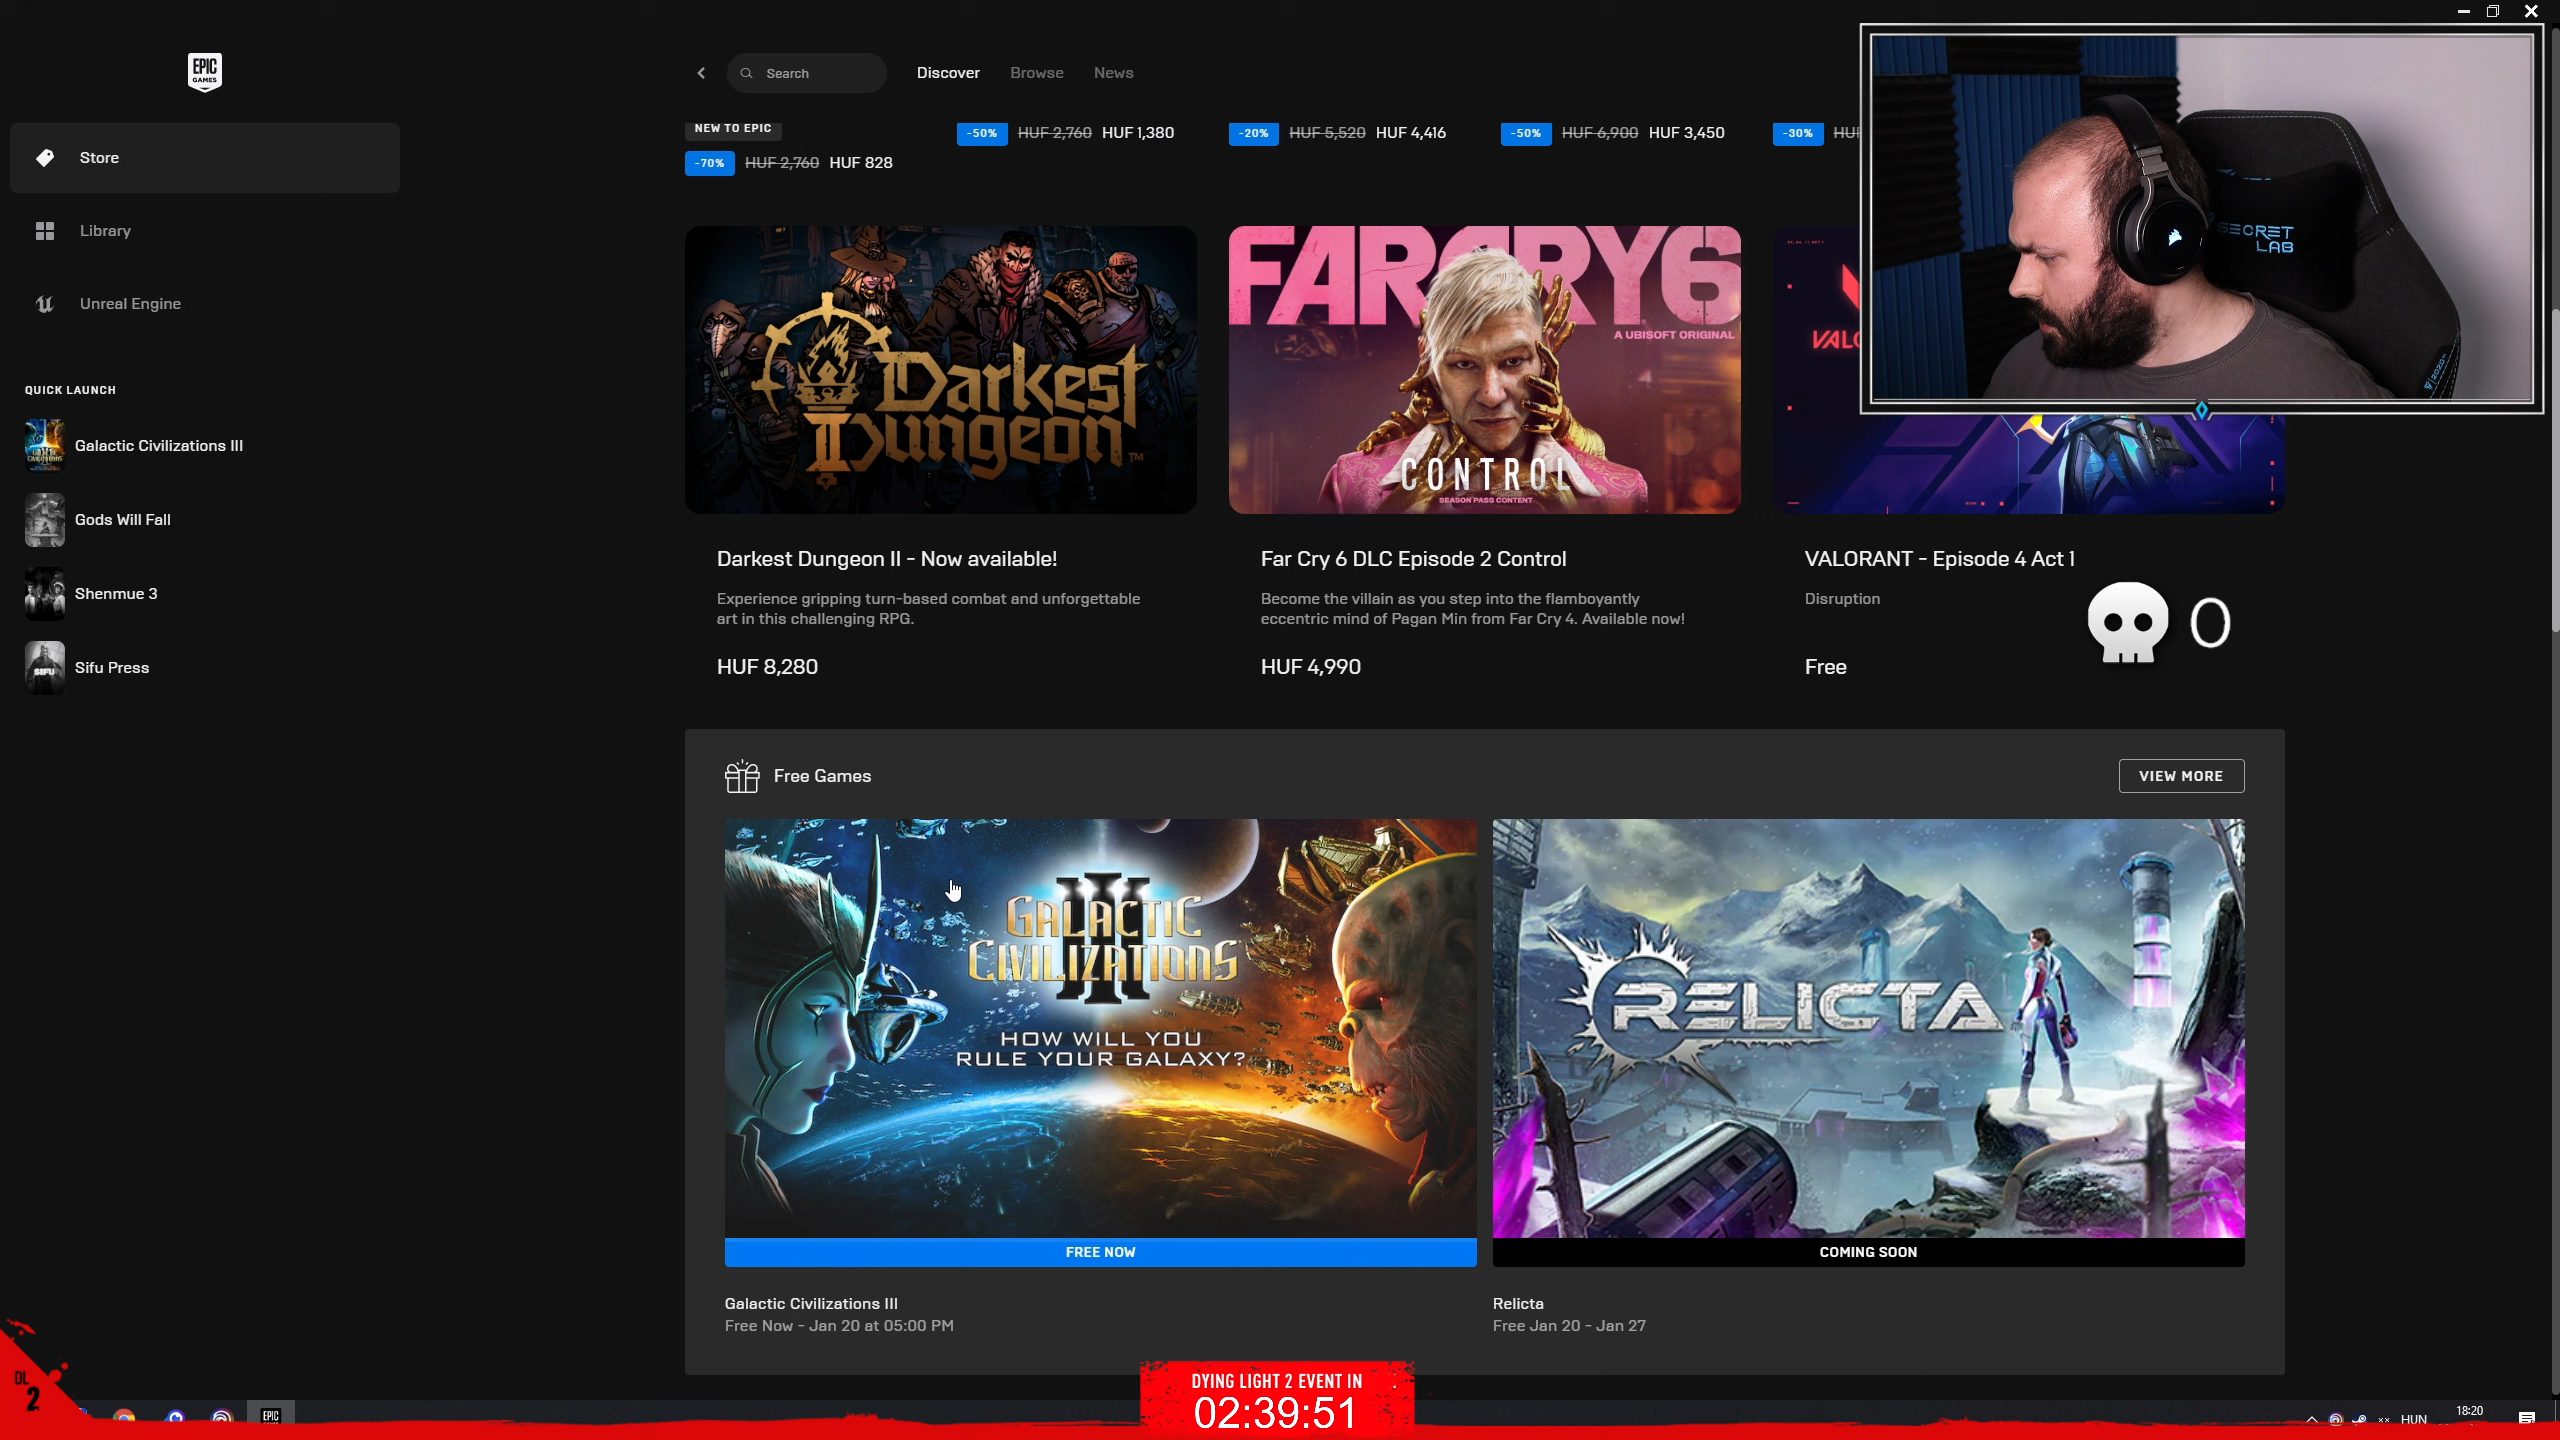 EPIC
GAMES
Search
Discover
Browse
News
Store
Library
Unreal Engine
QUICK LAUNCH
Galactic Civilizations III
Gods Will Fall
Shenmue 3
SIFU
Sifu Press
NEW TO EPIC
-70% HUF 2,760 HUF 828
-50% HUF 2,760 HUF 1,380
-20% HUF 5,520 HUF 4,416
-50% HUF 6,900 HUF 3,450
-30%
SECRET
LAB
Darkest
Dungeon
II
™
Darkest Dungeon II - Now available!
Experience gripping turn-based combat and unforgettable
art in this challenging RPG.
HUF 8,280
FARCRY6
A UBISOFT ORIGINAL
CONTROL
SEASON PASS CONTENT
Far Cry 6 DLC Episode 2 Control
Become the villain as you step into the flamboyantly
eccentric mind of Pagan Min from Far Cry 4. Available now!
HUF 4,990
VALORANT - Episode 4 Act 1
Disruption
Free
0
Free Games
VIEW MORE
GALACTIC
CIVILIZATIONS
III
HOW WILL YOU
RULE YOUR GALAXY?
FREE NOW
Galactic Civilizations III
Free Now - Jan 20 at 05:00 PM
RELICTA
COMING SOON
Relicta
Free Jan 20 - Jan 27
DL
2
EPIC
DYING LIGHT 2 EVENT IN
02:39:51
HUN
18:20